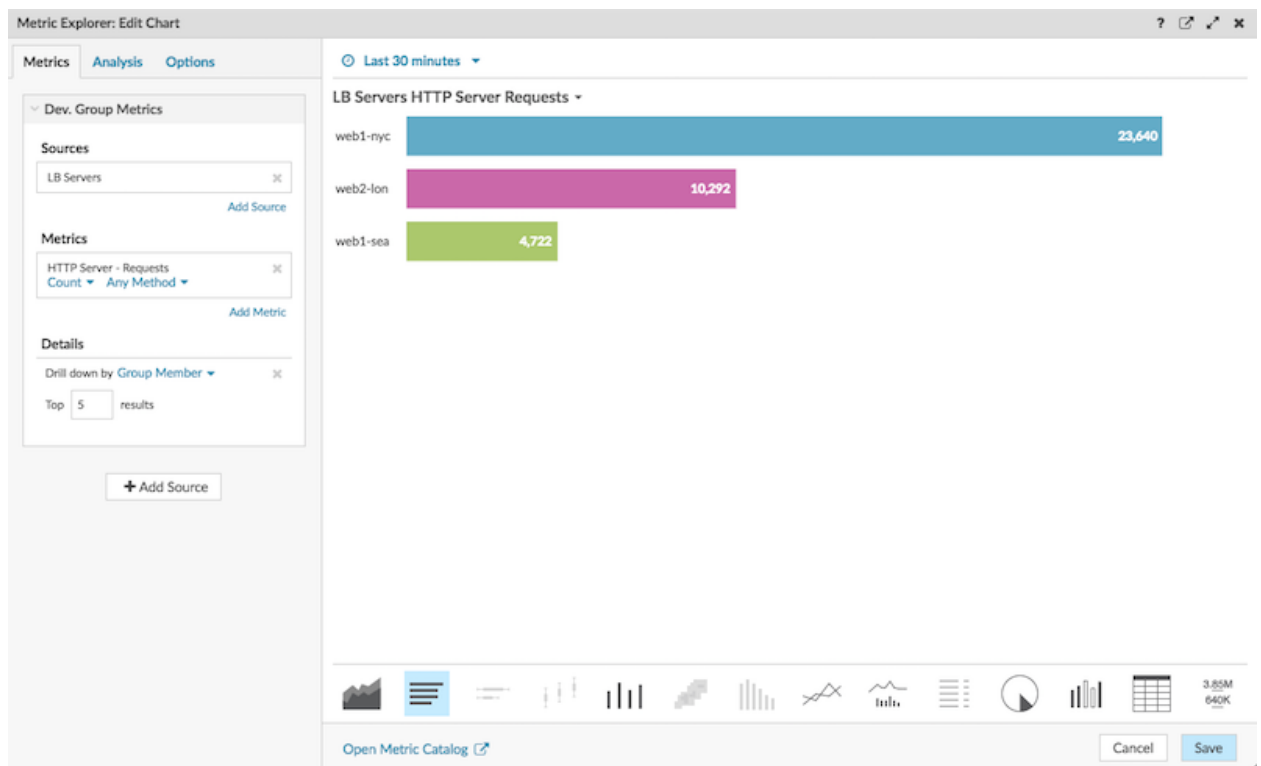 Metric Explorer: Edit Chart
?
Metrics Analysis Options
Dev. Group Metrics
Sources
LB Servers
Add Source
Metrics
HTTP Server - Requests
Count Any Method
Add Metric
Details
Drill down by Group Member
Top 5 results
+ Add Source
Last 30 minutes
LB Servers HTTP Server Requests
web1-nyc 23,640
web2-lon 10,292
web1-sea 4,722
3.85M
640K
Open Metric Catalog
Cancel Save